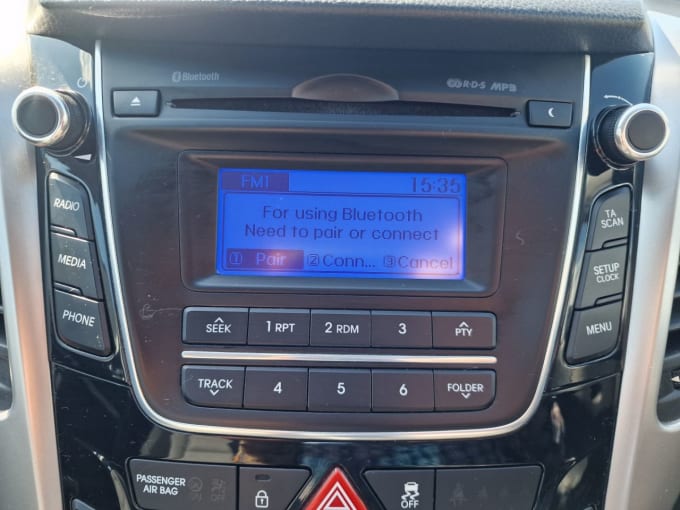 Bluetooth
R·D·S MP3
FM1 15:35
For using Bluetooth
Need to pair or connect
1 Pair 2 Conn... 3 Cancel
RADIO
MEDIA
PHONE
TA
SCAN
SETUP
CLOCK
MENU
SEEK 1 RPT 2 RDM 3 PTY
TRACK 4 5 6 FOLDER
PASSENGER
AIR BAG
OFF